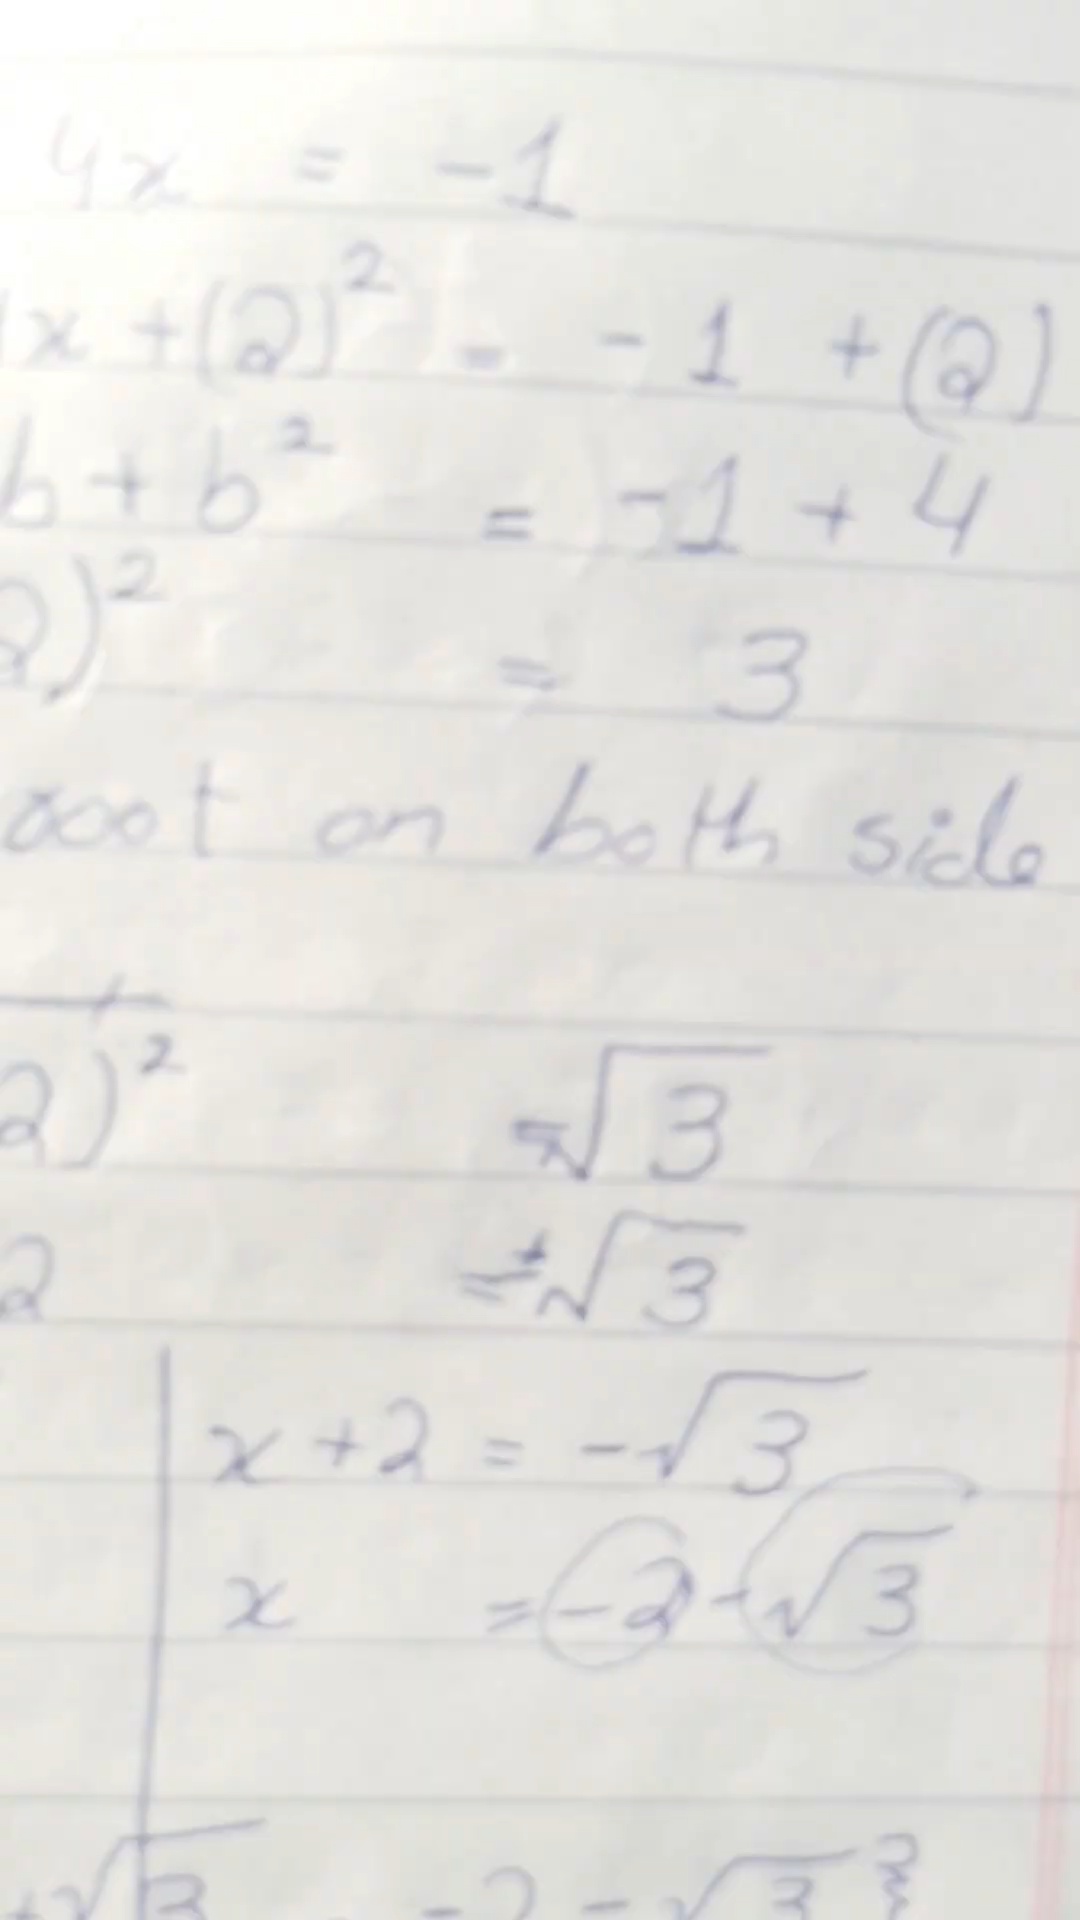 4x = -1
x + (2)² = -1 + (2)
b + b² = -1 + 4
2)² = 3
root on both side
2)² = √3
2 = ±√3
x + 2 = -√3
x = -2 - √3
+√3 , -2 - √3 }